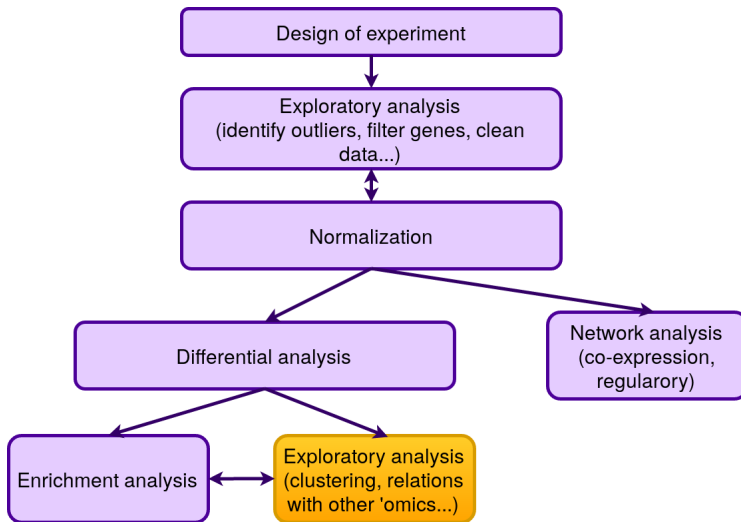 Design of experiment
Exploratory analysis
(identify outliers, filter genes, clean
data...)
Normalization
Differential analysis
Network analysis
(co-expression,
regularory)
Enrichment analysis
Exploratory analysis
(clustering, relations
with other 'omics...)